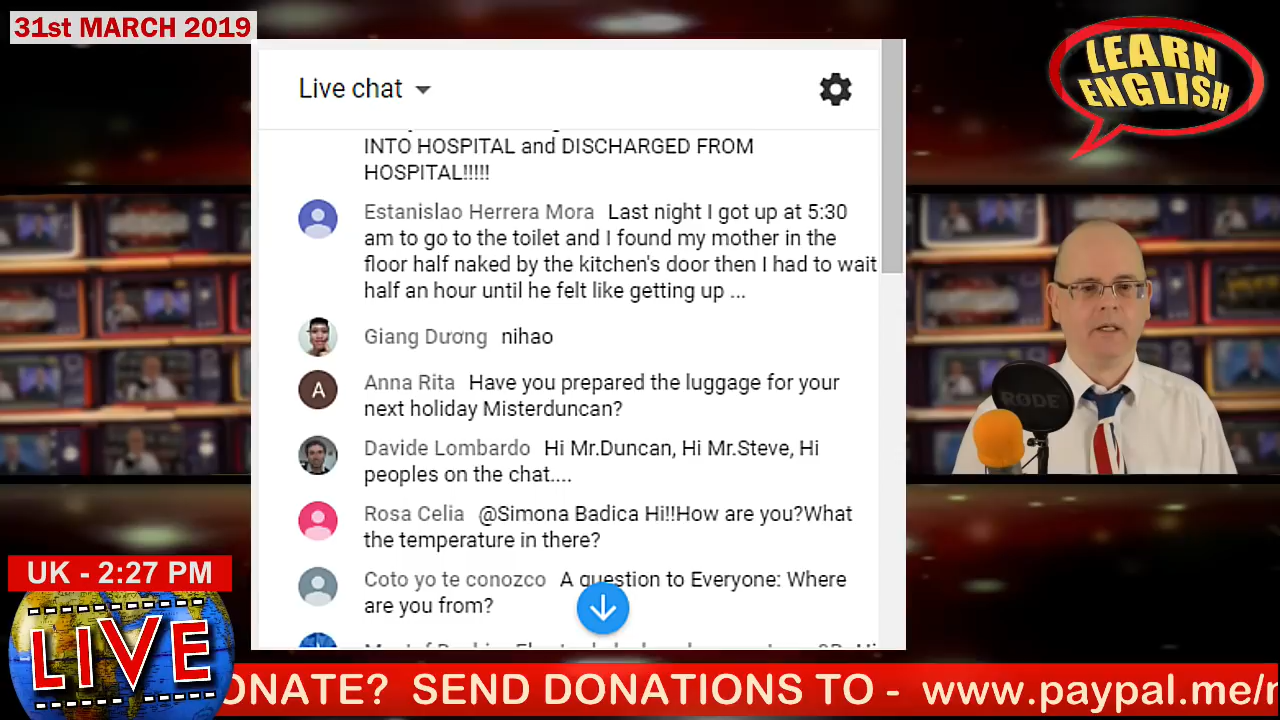 31st MARCH 2019
LEARN
ENGLISH
Live chat
INTO HOSPITAL and DISCHARGED FROM
HOSPITAL!!!!!
Estanislao Herrera Mora Last night I got up at 5:30
am to go to the toilet and I found my mother in the
floor half naked by the kitchen's door then I had to wait
half an hour until he felt like getting up ...
Giang Dương nihao
A Anna Rita Have you prepared the luggage for your
next holiday Misterduncan?
Davide Lombardo Hi Mr.Duncan, Hi Mr.Steve, Hi
peoples on the chat....
Rosa Celia @Simona Badica Hi!!How are you?What
the temperature in there?
Coto yo te conozco A question to Everyone: Where
are you from?
RØDE
UK - 2:27 PM
LIVE
ONATE? SEND DONATIONS TO - www.paypal.me/